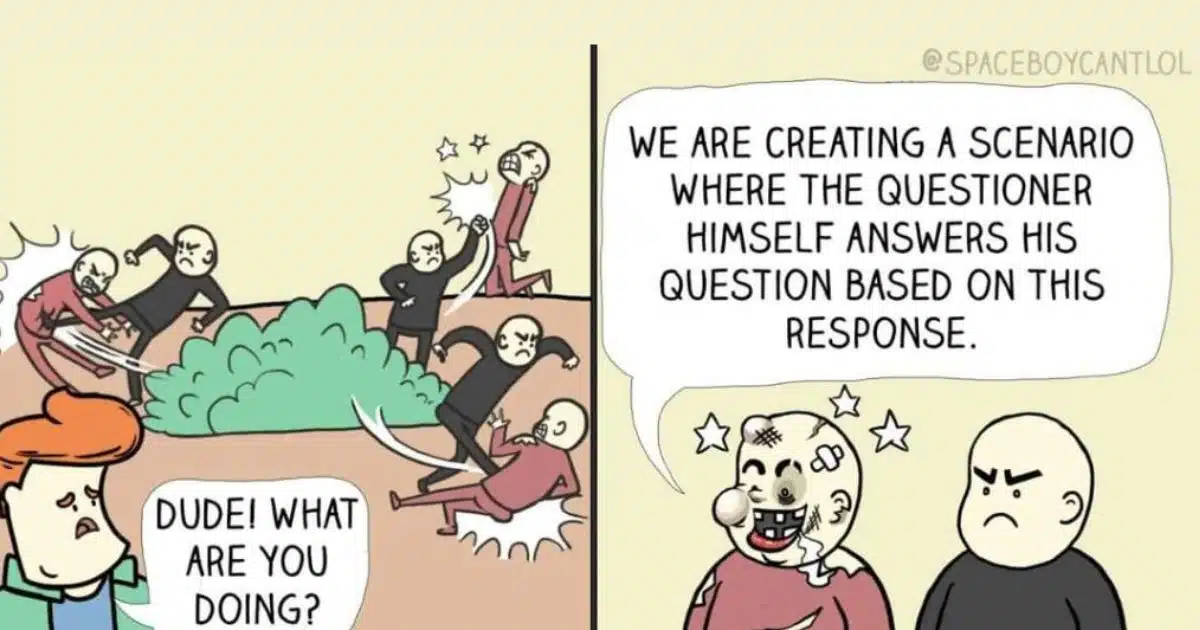 @SPACEBOYCANTLOL
DUDE! WHAT
ARE YOU
DOING?
WE ARE CREATING A SCENARIO
WHERE THE QUESTIONER
HIMSELF ANSWERS HIS
QUESTION BASED ON THIS
RESPONSE.